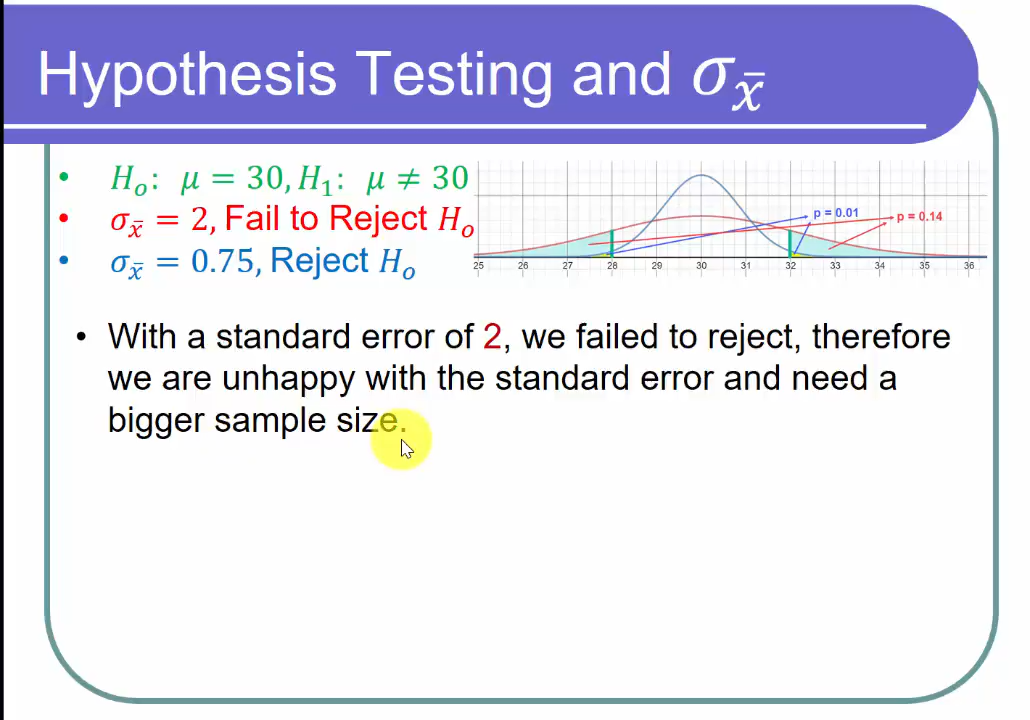 Hypothesis Testing and σx̄
• Hₒ: μ = 30, H₁: μ ≠ 30
• σx̄ = 2, Fail to Reject Hₒ
• σx̄ = 0.75, Reject Hₒ
p = 0.01
p = 0.14
25 26 27 28 29 30 31 32 33 34 35 36
• With a standard error of 2, we failed to reject, therefore
we are unhappy with the standard error and need a
bigger sample size.